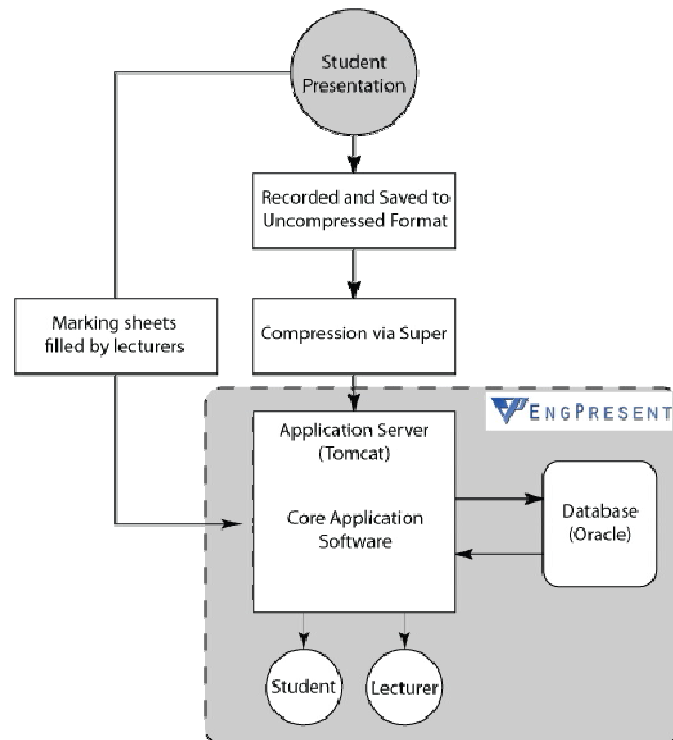 Student
Presentation
Recorded and Saved to
Uncompressed Format
Marking sheets
filled by lecturers
Compression via Super
ENGPRESENT
Application Server
(Tomcat)
Core Application
Software
Database
(Oracle)
Student
Lecturer